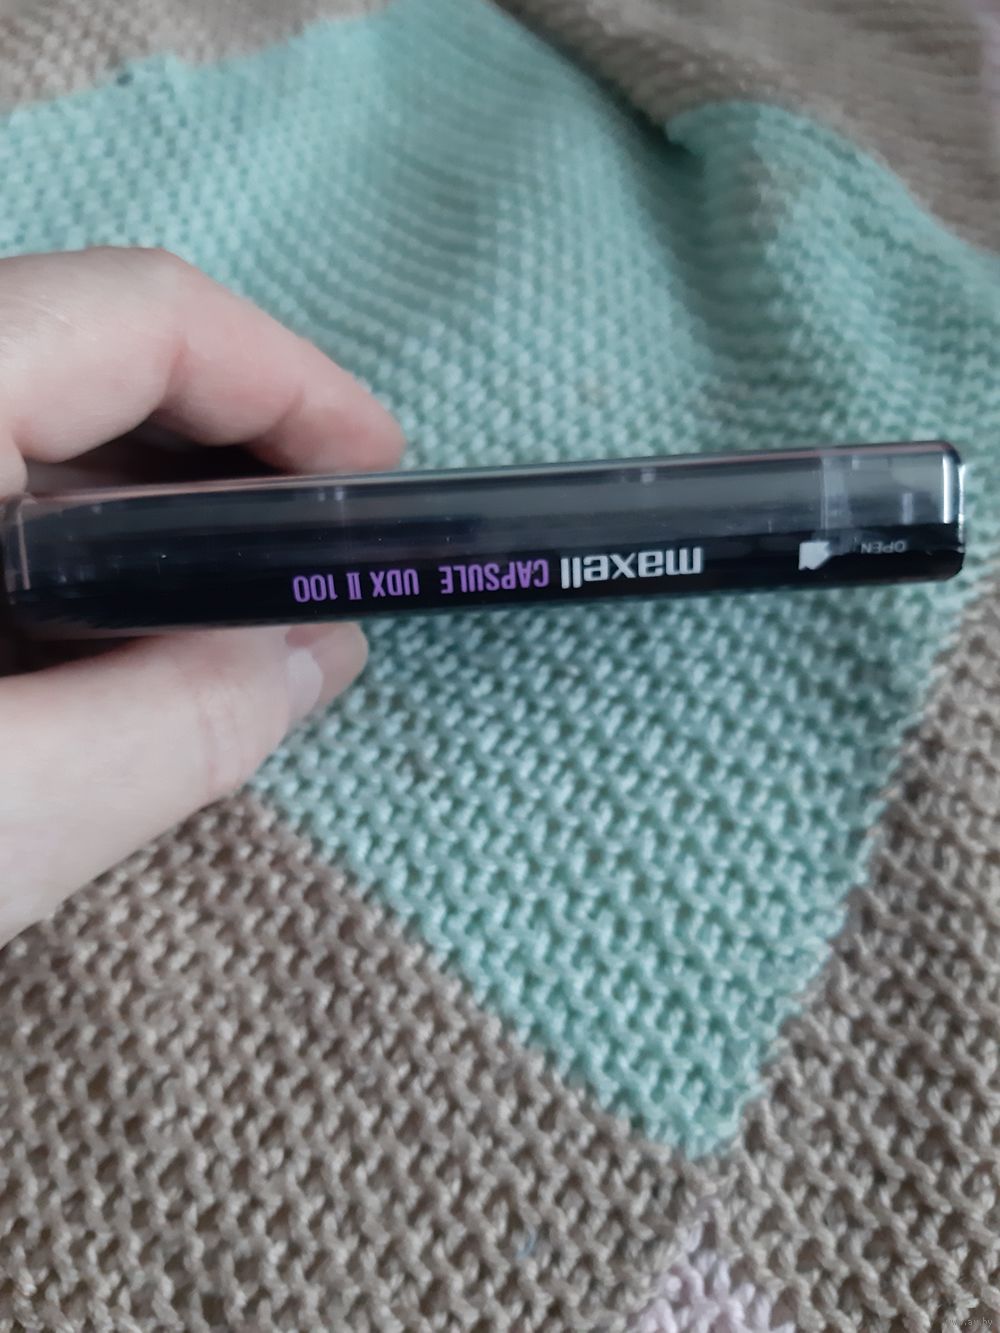 OPEN
maxell CAPSULE UDX II 100